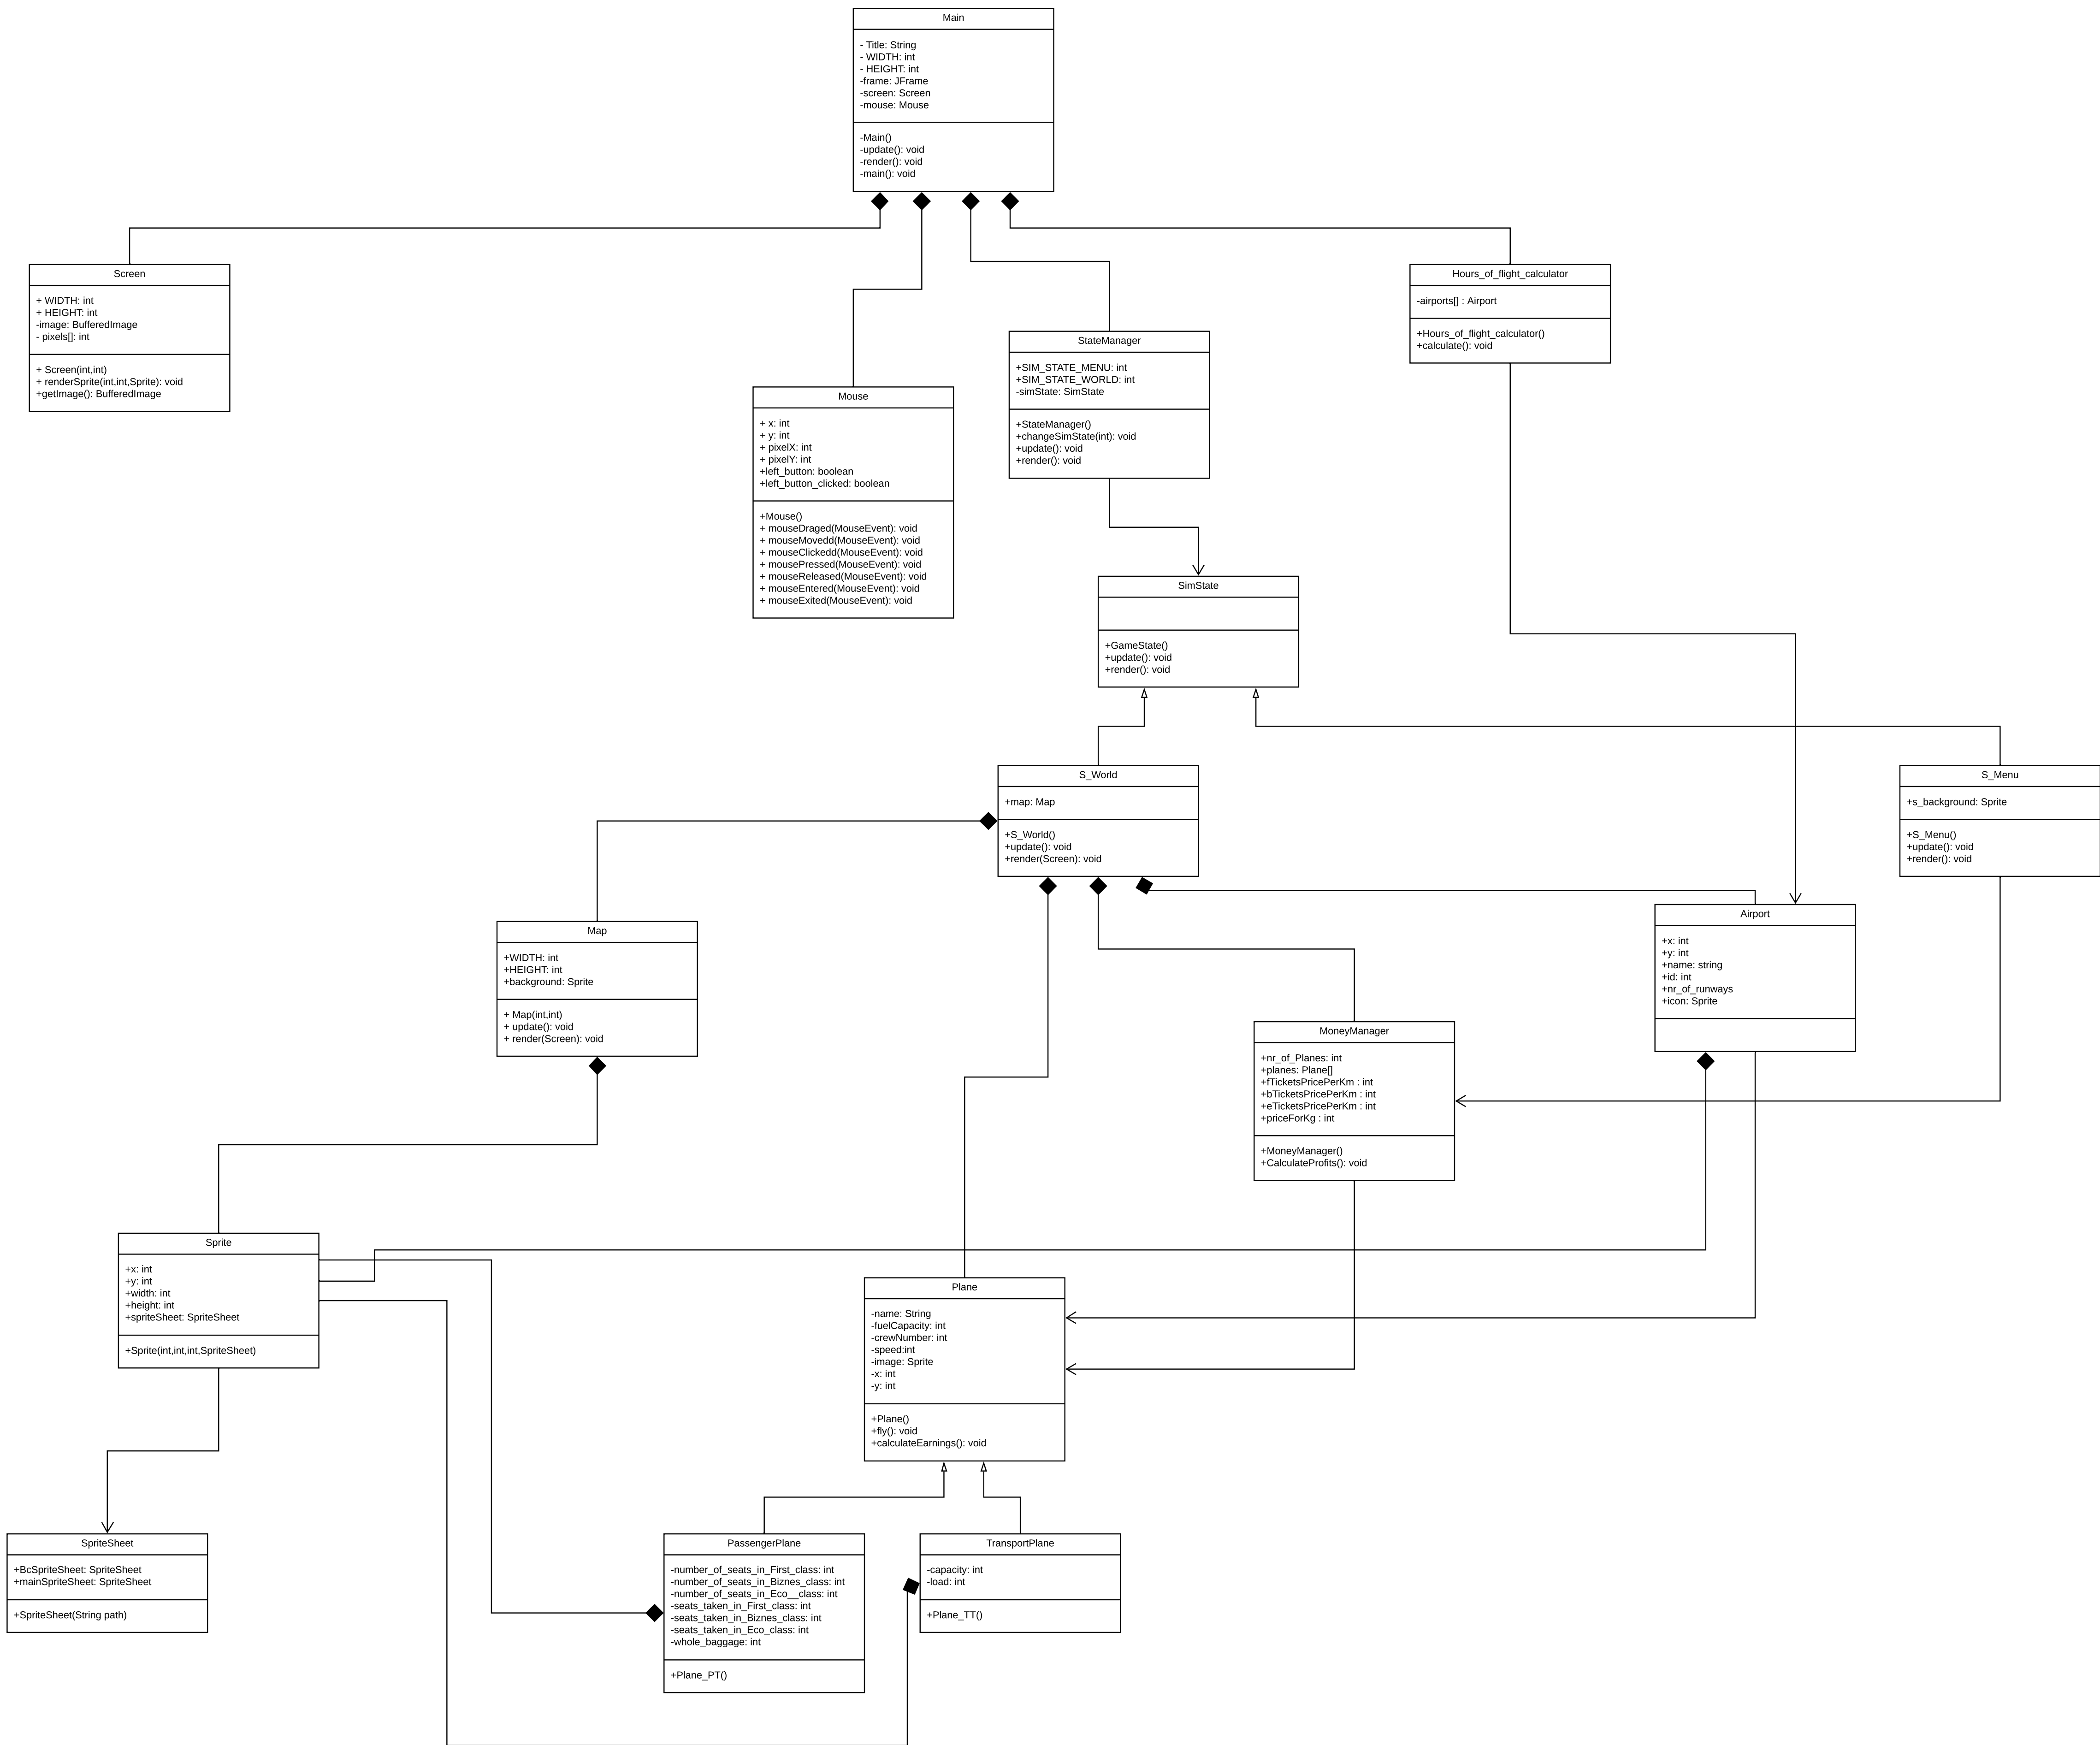 Main
- Title: String
- WIDTH: int
- HEIGHT: int
-frame: JFrame
-screen: Screen
-mouse: Mouse
-Main()
-update(): void
-render(): void
-main(): void
Screen
+ WIDTH: int
+ HEIGHT: int
-image: BufferedImage
- pixels[]: int
+ Screen(int,int)
+ renderSprite(int,int,Sprite): void
+getImage(): BufferedImage
Hours_of_flight_calculator
-airports[] : Airport
+Hours_of_flight_calculator()
+calculate(): void
StateManager
+SIM_STATE_MENU: int
+SIM_STATE_WORLD: int
-simState: SimState
+StateManager()
+changeSimState(int): void
+update(): void
+render(): void
Mouse
+ x: int
+ y: int
+ pixelX: int
+ pixelY: int
+left_button: boolean
+left_button_clicked: boolean
+Mouse()
+ mouseDraged(MouseEvent): void
+ mouseMovedd(MouseEvent): void
+ mouseClickedd(MouseEvent): void
+ mousePressed(MouseEvent): void
+ mouseReleased(MouseEvent): void
+ mouseEntered(MouseEvent): void
+ mouseExited(MouseEvent): void
SimState
+GameState()
+update(): void
+render(): void
S_World
+map: Map
+S_World()
+update(): void
+render(Screen): void
S_Menu
+s_background: Sprite
+S_Menu()
+update(): void
+render(): void
Map
+WIDTH: int
+HEIGHT: int
+background: Sprite
+ Map(int,int)
+ update(): void
+ render(Screen): void
Airport
+x: int
+y: int
+name: string
+id: int
+nr_of_runways
+icon: Sprite
MoneyManager
+nr_of_Planes: int
+planes: Plane[]
+fTicketsPricePerKm : int
+bTicketsPricePerKm : int
+eTicketsPricePerKm : int
+priceForKg : int
+MoneyManager()
+CalculateProfits(): void
Sprite
+x: int
+y: int
+width: int
+height: int
+spriteSheet: SpriteSheet
+Sprite(int,int,int,SpriteSheet)
Plane
-name: String
-fuelCapacity: int
-crewNumber: int
-speed:int
-image: Sprite
-x: int
-y: int
+Plane()
+fly(): void
+calculateEarnings(): void
SpriteSheet
+BcSpriteSheet: SpriteSheet
+mainSpriteSheet: SpriteSheet
+SpriteSheet(String path)
PassengerPlane
-number_of_seats_in_First_class: int
-number_of_seats_in_Biznes_class: int
-number_of_seats_in_Eco__class: int
-seats_taken_in_First_class: int
-seats_taken_in_Biznes_class: int
-seats_taken_in_Eco_class: int
-whole_baggage: int
+Plane_PT()
TransportPlane
-capacity: int
-load: int
+Plane_TT()